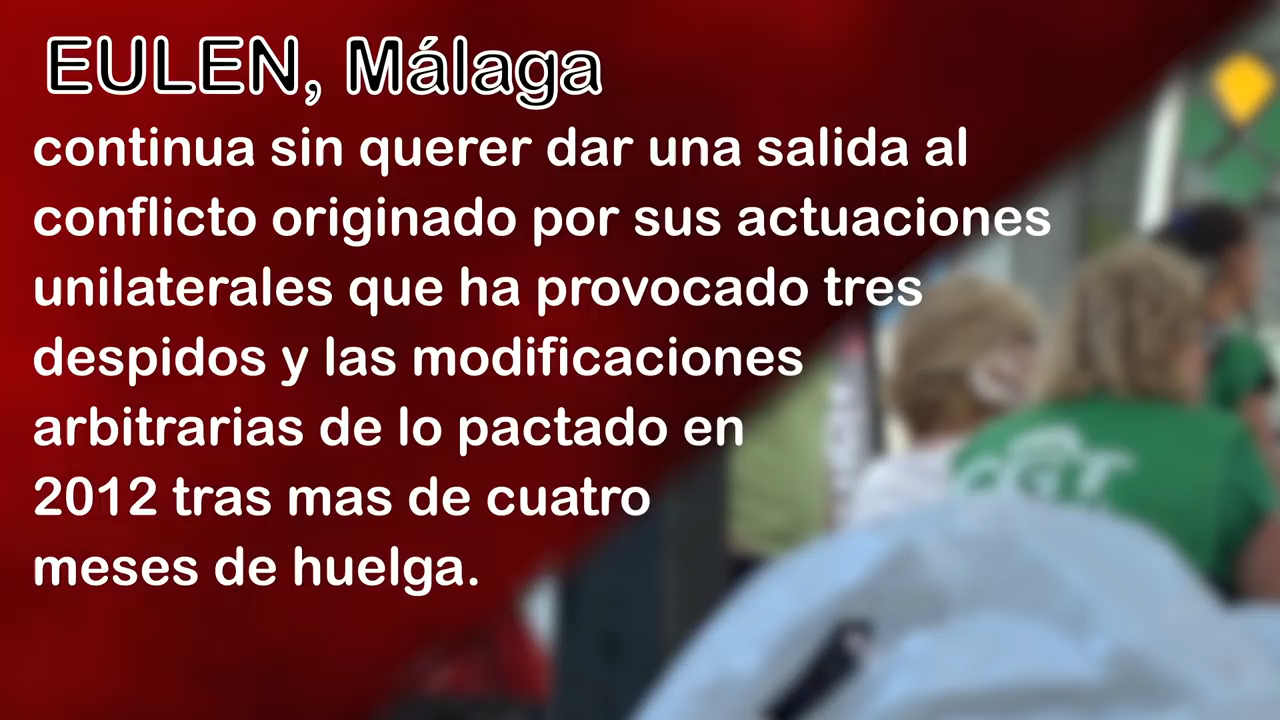 EULEN, Málaga
continua sin querer dar una salida al
conflicto originado por sus actuaciones
unilaterales que ha provocado tres
despidos y las modificaciones
arbitrarias de lo pactado en
2012 tras mas de cuatro
meses de huelga.
CGT